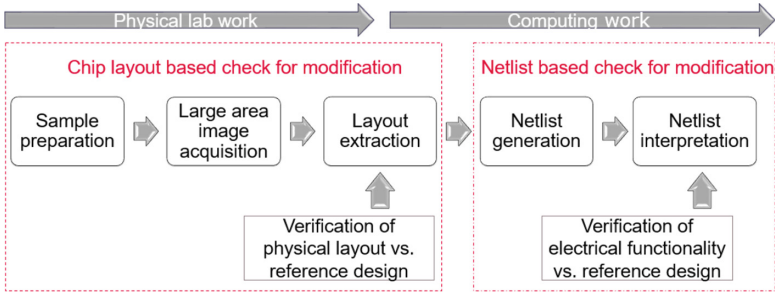 Physical lab work
Computing work
Chip layout based check for modification
Netlist based check for modification
Sample
preparation
Large area
image
acquisition
Layout
extraction
Netlist
generation
Netlist
interpretation
Verification of
physical layout vs.
reference design
Verification of
electrical functionality
vs. reference design